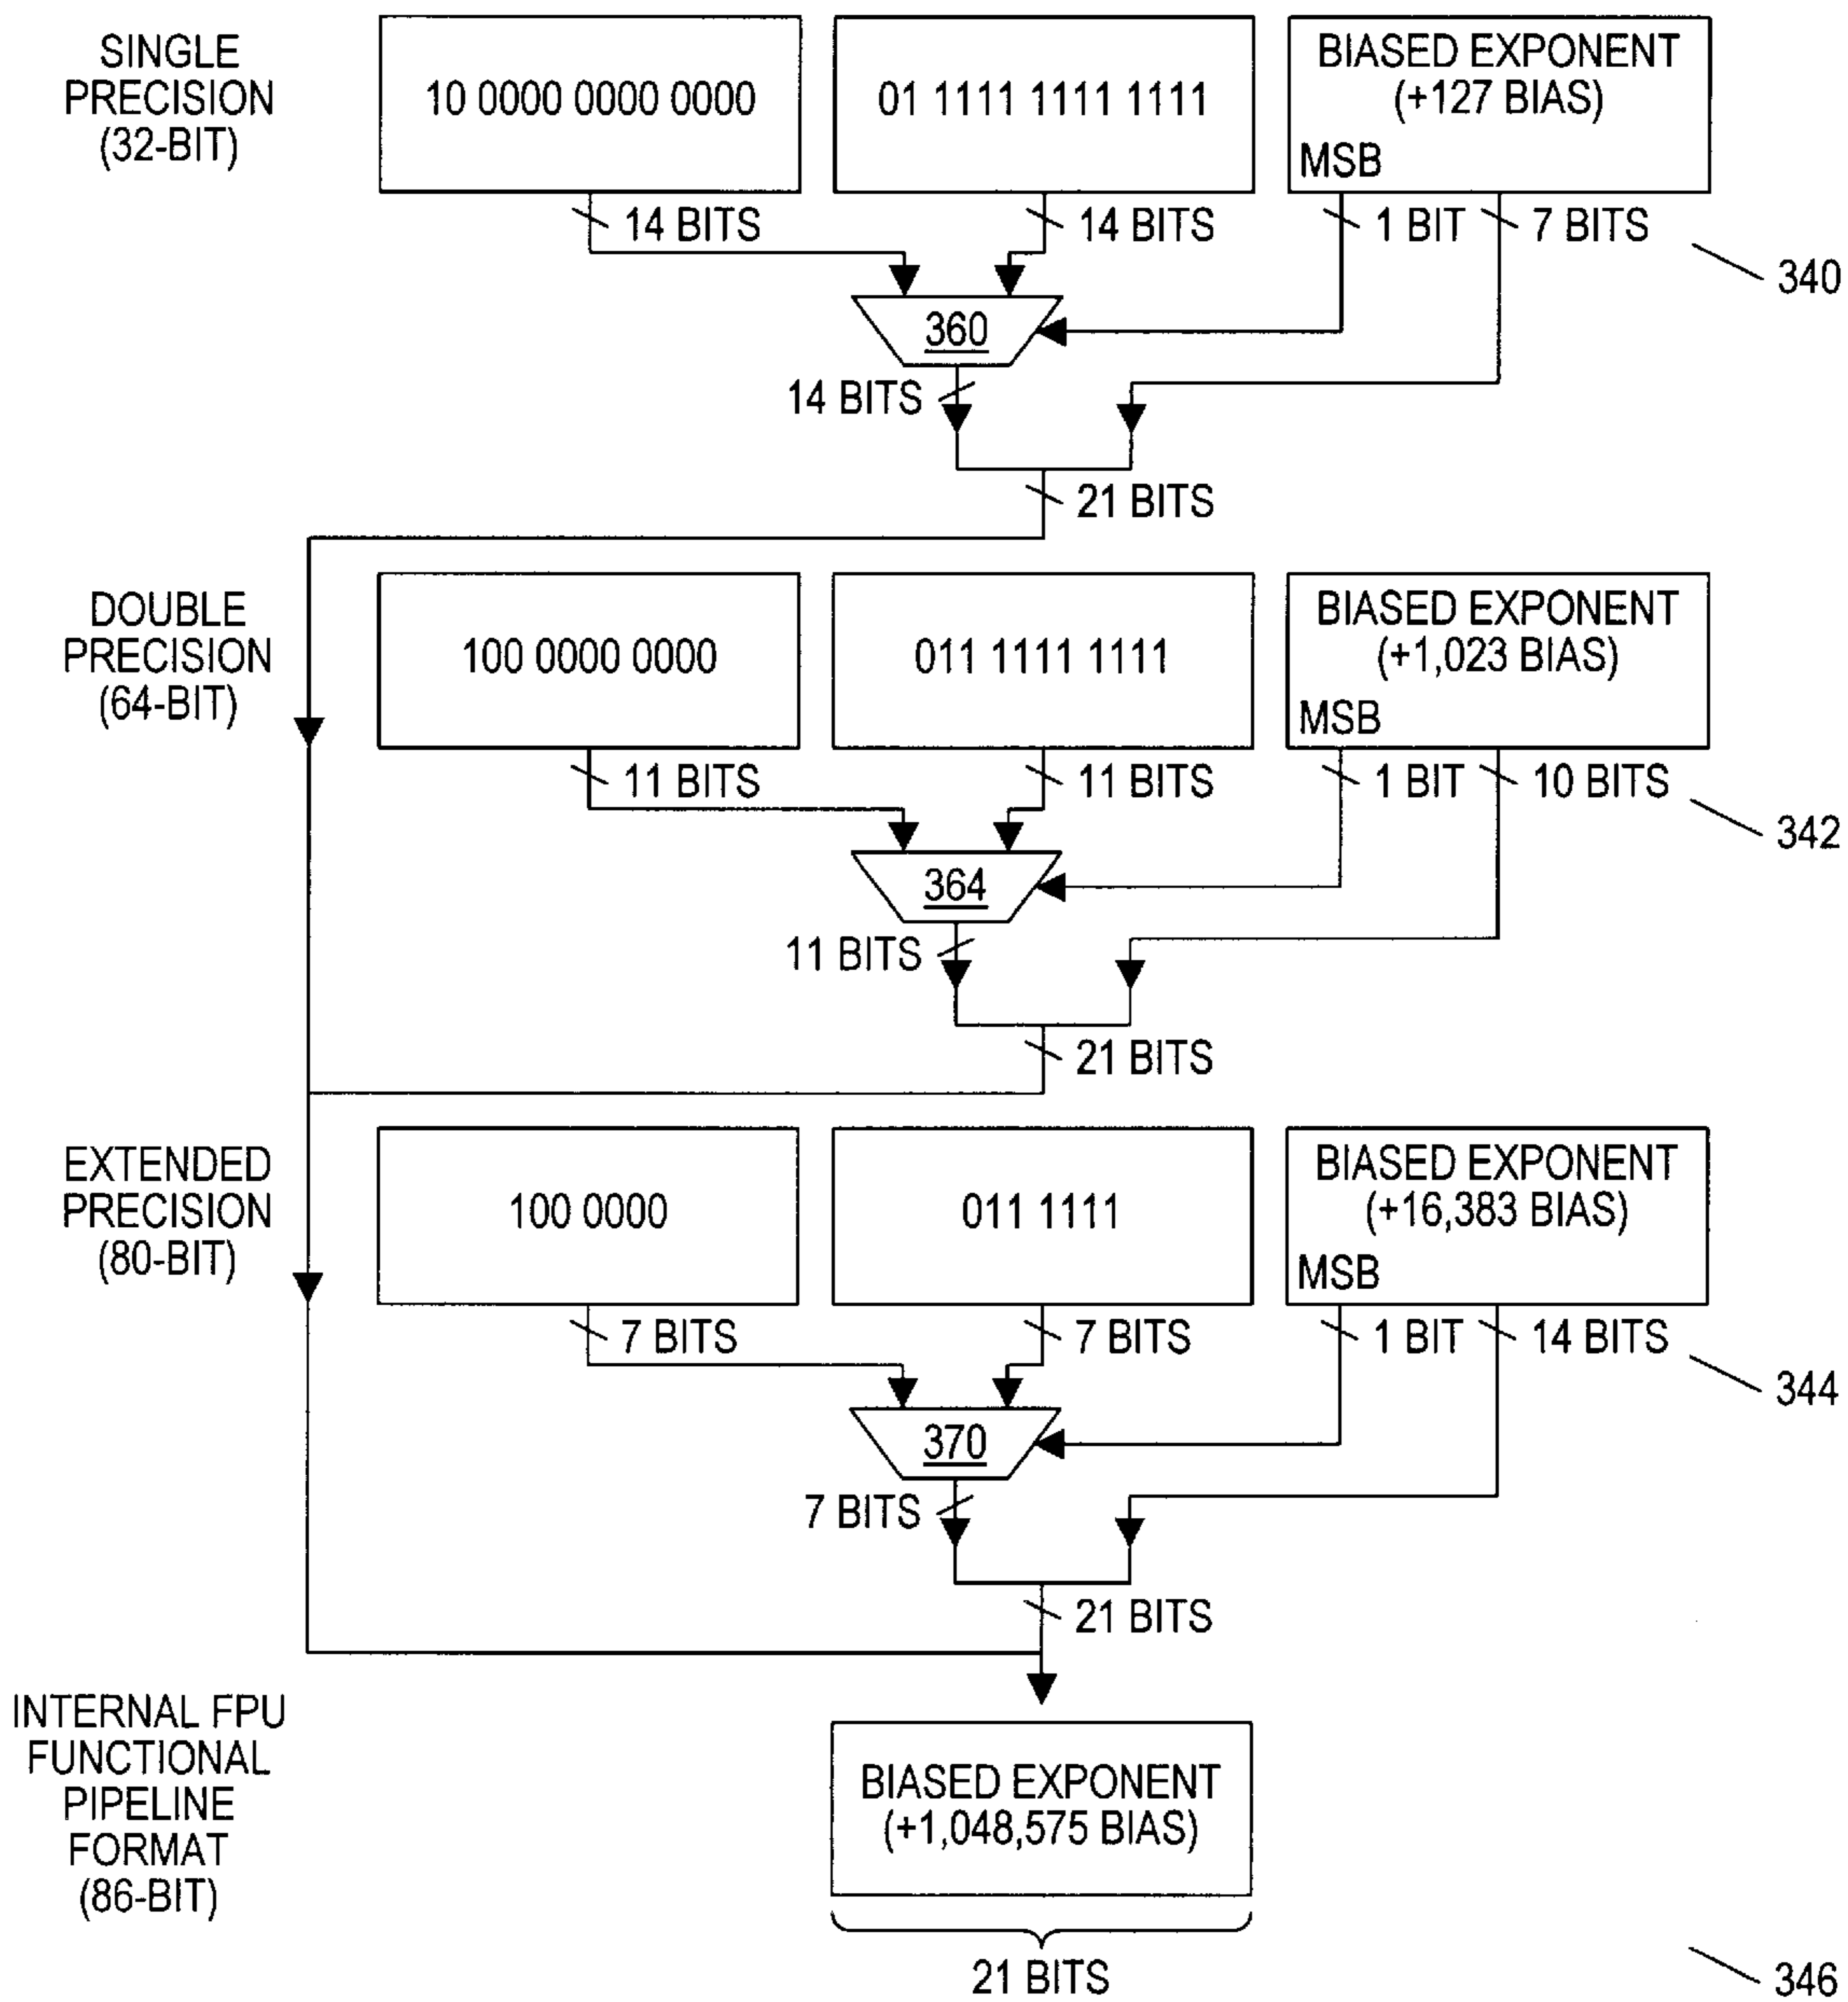 SINGLE
PRECISION
(32-BIT)
10 0000 0000 0000
01 1111 1111 1111
BIASED EXPONENT
(+127 BIAS)
MSB
14 BITS
14 BITS
1 BIT
7 BITS
340
360
14 BITS
21 BITS
DOUBLE
PRECISION
(64-BIT)
100 0000 0000
011 1111 1111
BIASED EXPONENT
(+1,023 BIAS)
MSB
11 BITS
11 BITS
1 BIT
10 BITS
342
364
11 BITS
21 BITS
EXTENDED
PRECISION
(80-BIT)
100 0000
011 1111
BIASED EXPONENT
(+16,383 BIAS)
MSB
7 BITS
7 BITS
1 BIT
14 BITS
344
370
7 BITS
21 BITS
INTERNAL FPU
FUNCTIONAL
PIPELINE
FORMAT
(86-BIT)
BIASED EXPONENT
(+1,048,575 BIAS)
21 BITS
346